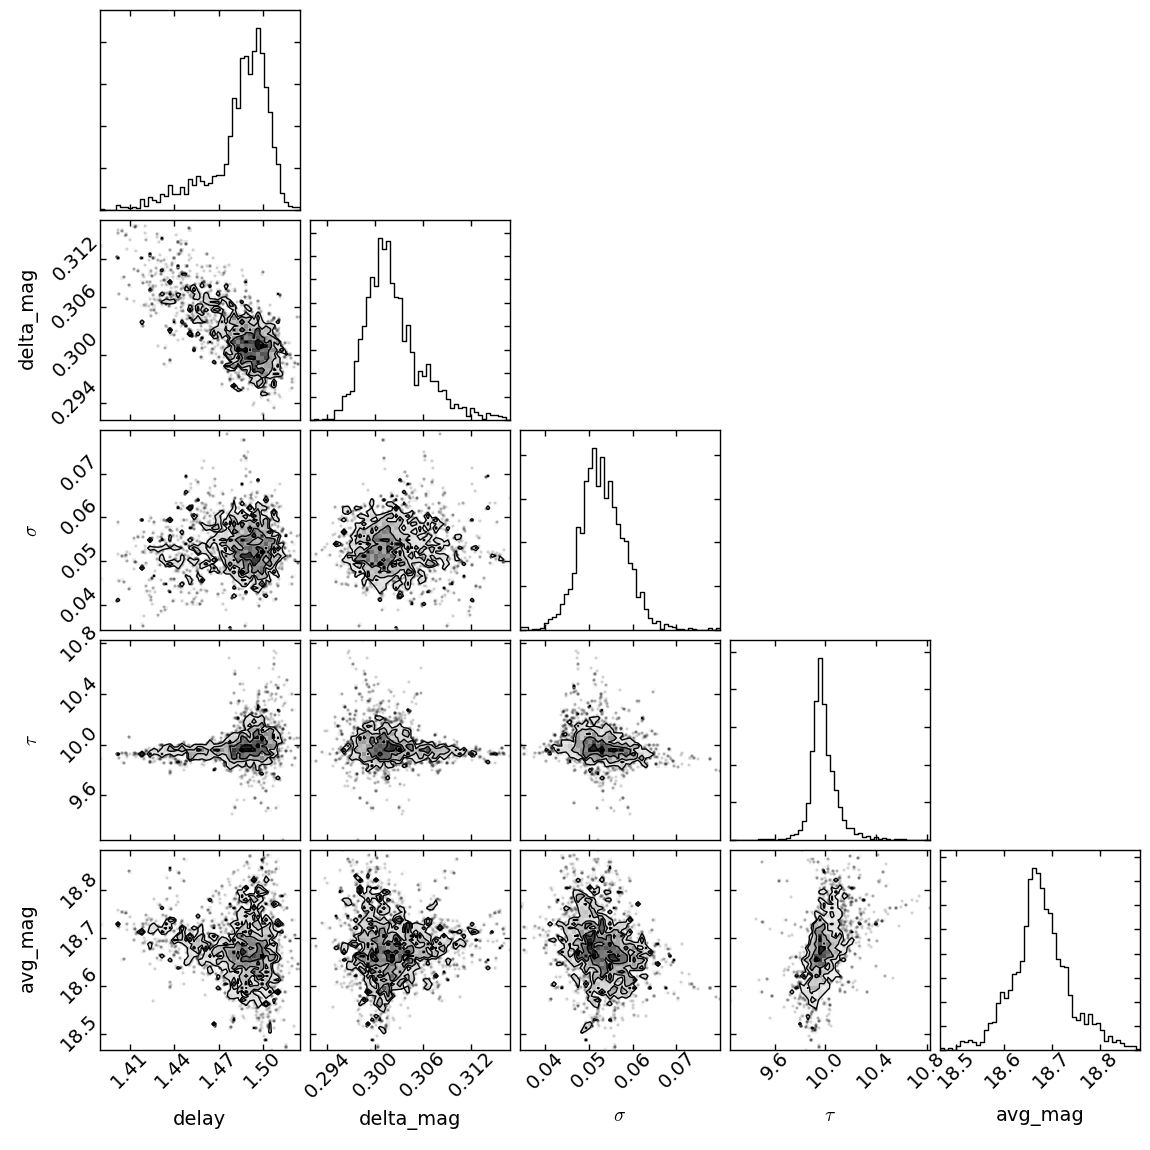 delta_mag
0.312
0.306
0.300
0.294
σ
0.07
0.06
0.05
0.04
τ
10.8
10.4
10.0
9.6
avg_mag
18.8
18.7
18.6
18.5
1.41 1.44 1.47 1.50
0.294 0.300 0.306 0.312
0.04 0.05 0.06 0.07
9.6 10.0 10.4 10.8
18.5 18.6 18.7 18.8
delay delta_mag σ τ avg_mag